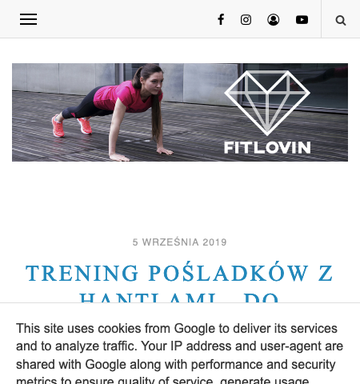 FITLOVIN
5 WRZEŚNIA 2019
TRENING POŚLADKÓW Z
HANTLAMI - DO
This site uses cookies from Google to deliver its services
and to analyze traffic. Your IP address and user-agent are
shared with Google along with performance and security
metrics to ensure quality of service, generate usage